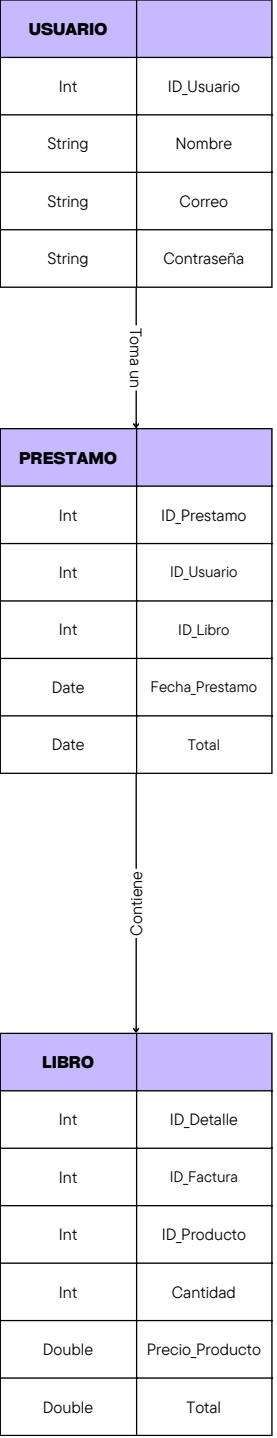 USUARIO
Int ID_Usuario
String Nombre
String Correo
String Contraseña
Toma un
PRESTAMO
Int ID_Prestamo
Int ID_Usuario
Int ID_Libro
Date Fecha_Prestamo
Date Total
Contiene
LIBRO
Int ID_Detalle
Int ID_Factura
Int ID_Producto
Int Cantidad
Double Precio_Producto
Double Total